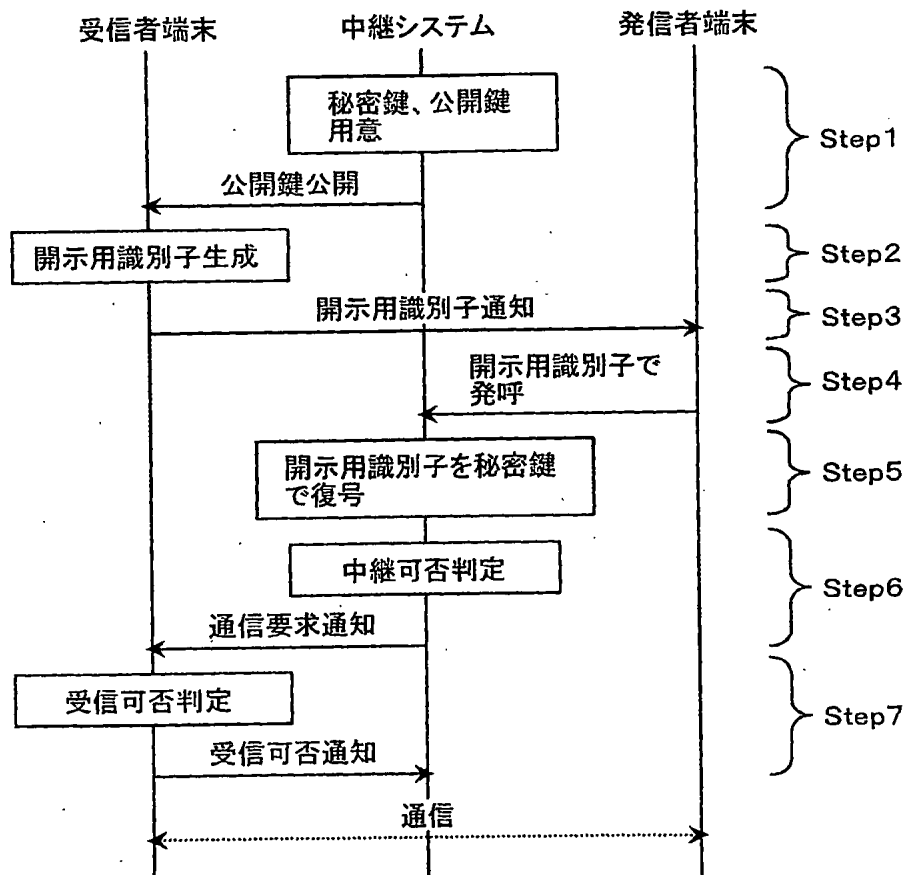 受信者端末 中継システム 発信者端末
秘密鍵、公開鍵
用意
Step1
公開鍵公開
開示用識別子生成
Step2
開示用識別子通知
Step3
開示用識別子で
発呼
Step4
開示用識別子を秘密鍵
で復号
Step5
中継可否判定
Step6
通信要求通知
受信可否判定
Step7
受信可否通知
通信